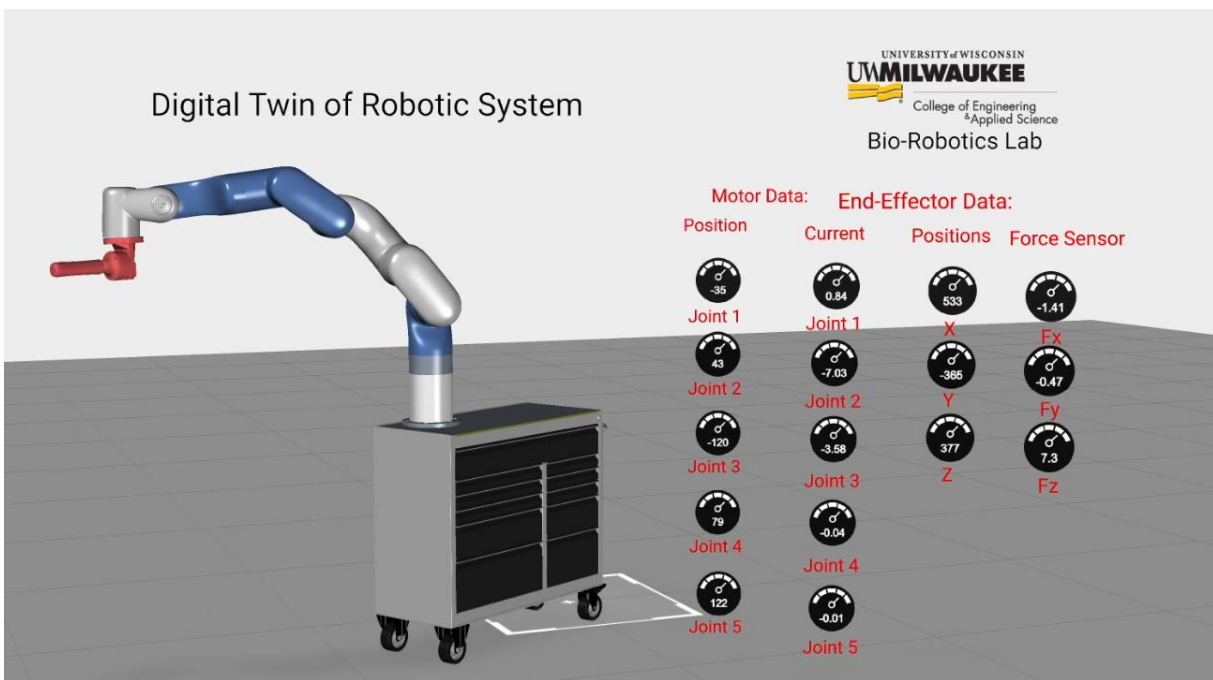 UNIVERSITY of WISCONSIN
UWMILWAUKEE
College of Engineering
& Applied Science
Bio-Robotics Lab
Digital Twin of Robotic System
Motor Data:
End-Effector Data:
Position
Current
Positions
Force Sensor
-35
Joint 1
0.84
Joint 1
533
X
-1.41
Fx
43
Joint 2
-7.03
Joint 2
-365
Y
-0.47
Fy
-120
Joint 3
-3.58
Joint 3
377
Z
7.3
Fz
79
Joint 4
-0.04
Joint 4
122
Joint 5
-0.01
Joint 5